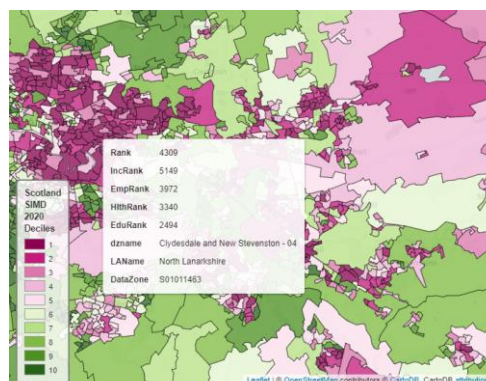 Rank 4309
IncRank 5149
EmpRank 3972
HlthRank 3340
EduRank 2494
dzname Clydesdale and New Stevenston - 04
LAName North Lanarkshire
DataZone S01011463
Scotland
SIMD
2020
Deciles
1
2
3
4
5
6
7
8
9
10
Leaflet | © OpenStreetMap contributors © CartoDB, CartoDB attribution